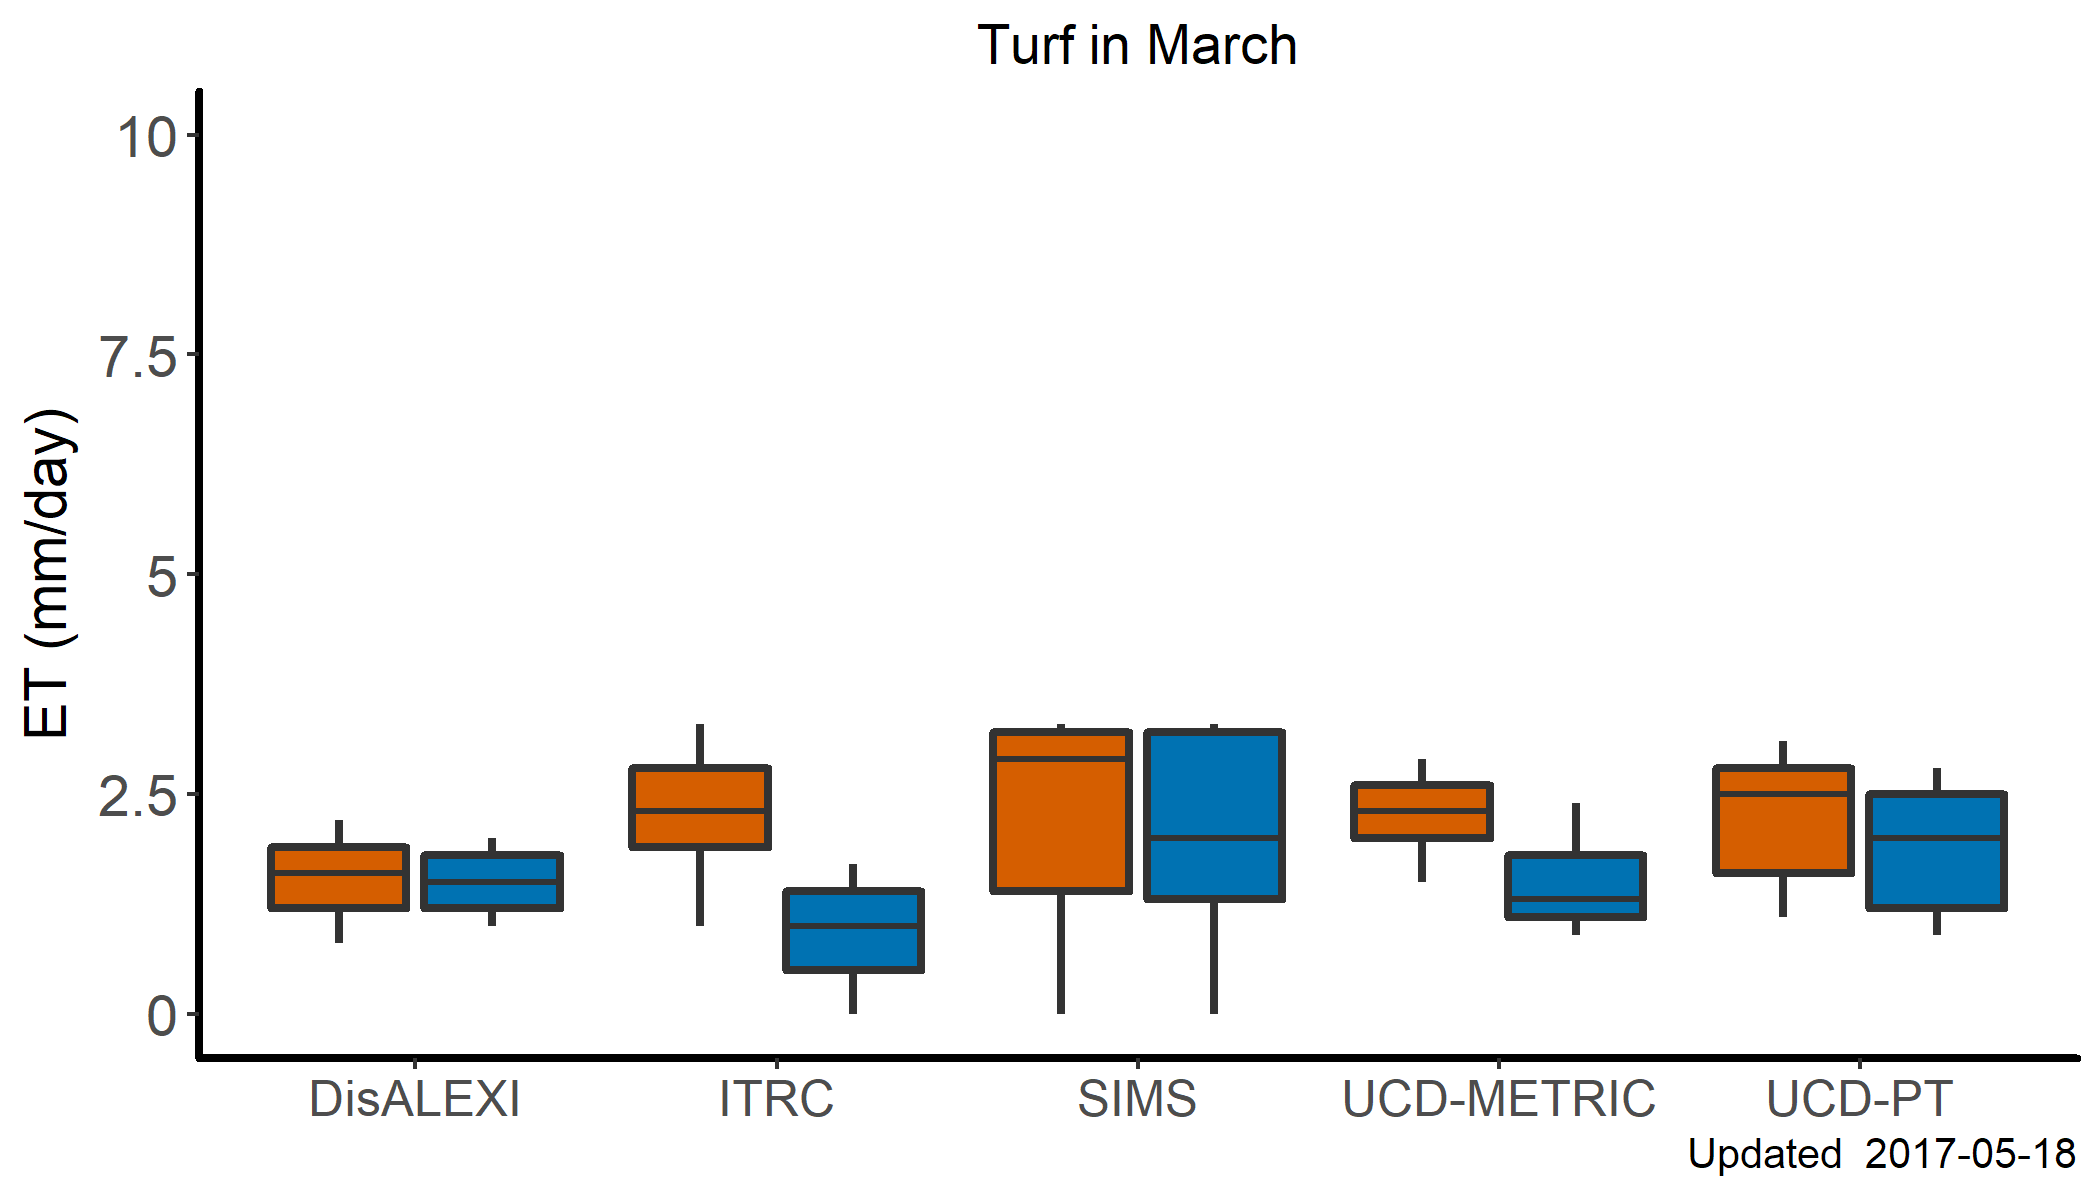 Turf in March
10
7.5
5
2.5
0
ET (mm/day)
DisALEXI ITRC SIMS UCD-METRIC UCD-PT
Updated  2017-05-18